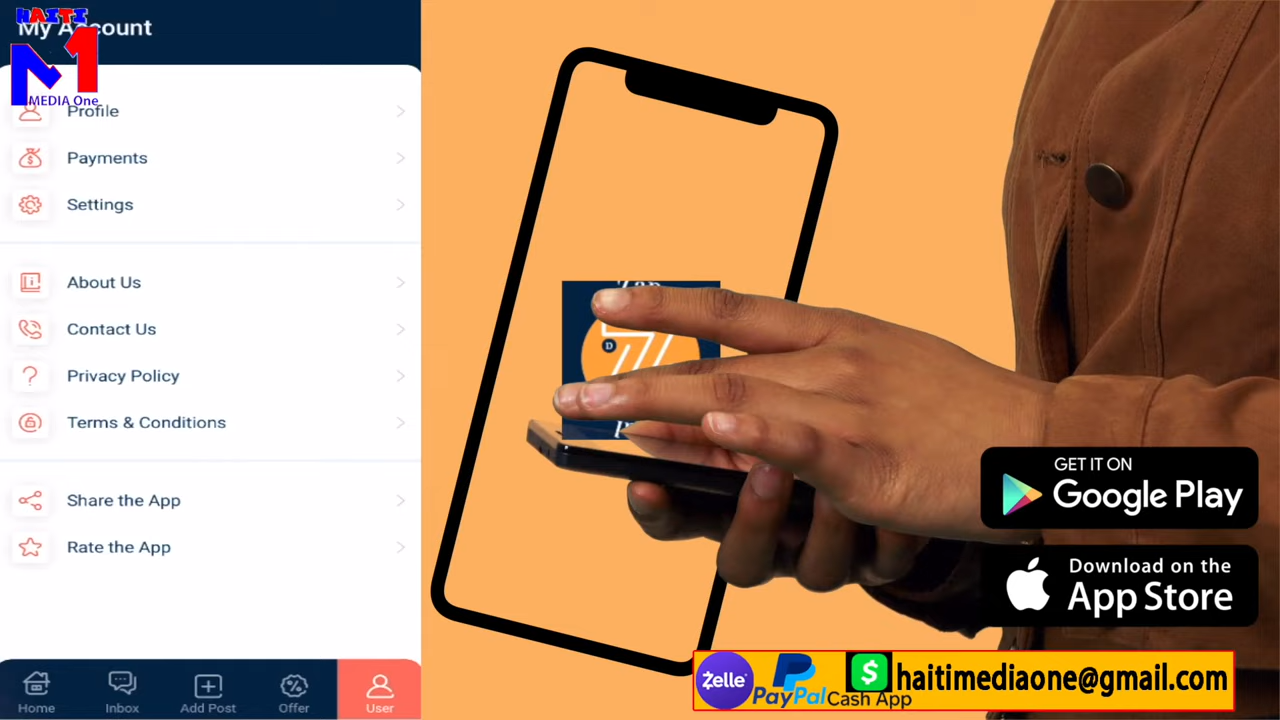 HAITI
My Account
M1
MEDIA One
Profile
Payments
Settings
About Us
Contact Us
Privacy Policy
Terms & Conditions
Share the App
Rate the App
Home
Inbox
Add Post
Offer
User
D
GET IT ON
Google Play
Download on the
App Store
Zelle
PayPal
Cash App
haitimediaone@gmail.com